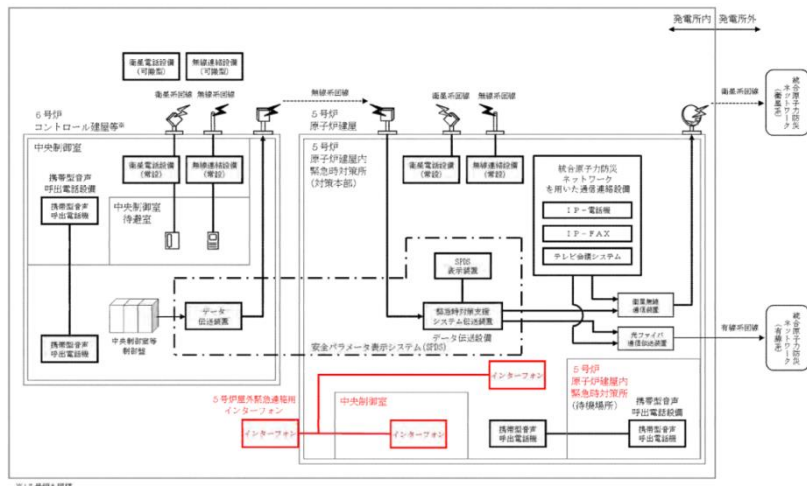 発電所内 発電所外
衛星電話設備
(可搬型)
無線連絡設備
(可搬型)
衛星系回線
無線系回線
無線系回線
衛星系回線
無線系回線
衛星系回線
統合原子力防災
ネットワーク
(衛星系)
コントロール建屋等※
5号炉
原子炉建屋
中央制御室
携帯型音声
呼出電話設備
携帯型音声
呼出電話機
衛星電話設備
(常設)
無線連絡設備
(常設)
中央制御室
待避室
5号炉
原子炉建屋内
緊急時対策所
(対策本部)
衛星電話設備
(常設)
無線連絡設備
(常設)
統合原子力防災
ネットワーク
を用いた通信連絡設備
IP-電話機
IP-FAX
テレビ会議システム
SPDS
表示装置
データ
伝送装置
緊急時対策支援
システム伝送装置
データ伝送設備
衛星無線
通信装置
光ファイバ
通信伝送装置
有線系回線
統合原子力防災
ネットワーク
(有線系)
携帯型音声
呼出電話機
中央制御室等
制御盤
安全パラメータ表示システム(SPDS)
5号炉屋外緊急連絡用
インターフォン
インターフォン
中央制御室
インターフォン
インターフォン
5号炉
原子炉建屋内
緊急時対策所
(待機場所)
携帯型音声
呼出電話設備
携帯型音声
呼出電話機
携帯型音声
呼出電話機